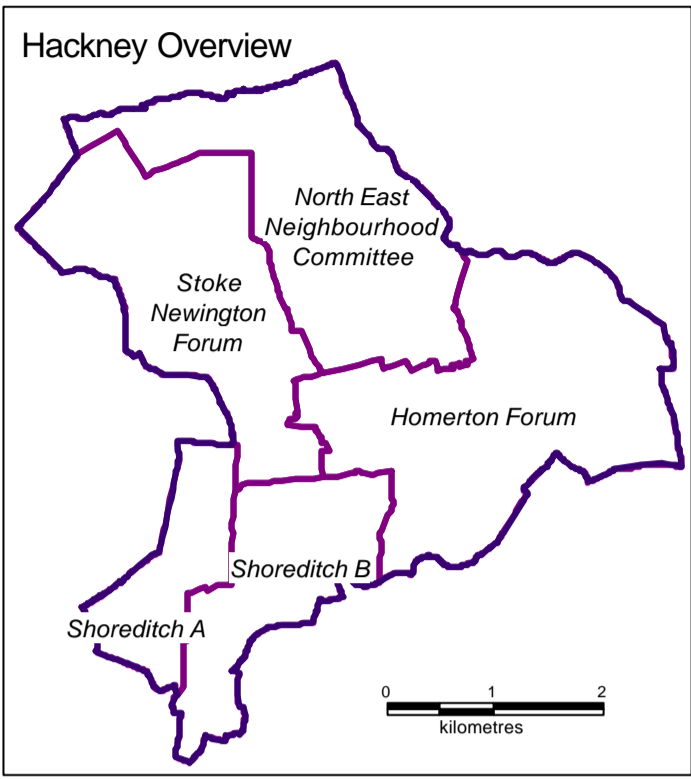 Hackney Overview
North East
Neighbourhood
Committee
Stoke
Newington
Forum
Homerton Forum
Shoreditch B
Shoreditch A
0 1 2
kilometres